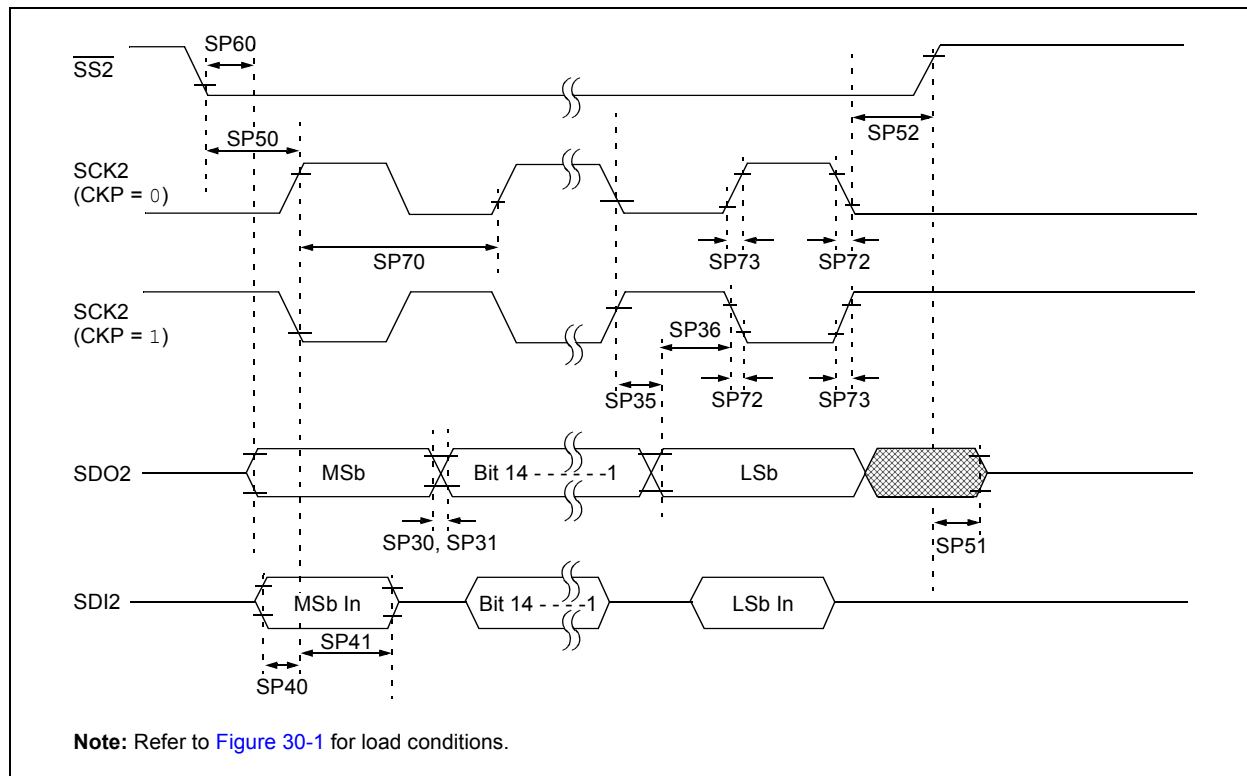 SP60
SS2
SP50
SP52
SCK2
(CKP = 0)
SP70
SP73
SP72
SCK2
(CKP = 1)
SP36
SP35
SP72
SP73
SDO2
MSb
Bit 14 - - - - - -1
LSb
SP30, SP31
SP51
SDI2
MSb In
Bit 14 - - - -1
LSb In
SP41
SP40
Note: Refer to Figure 30-1 for load conditions.